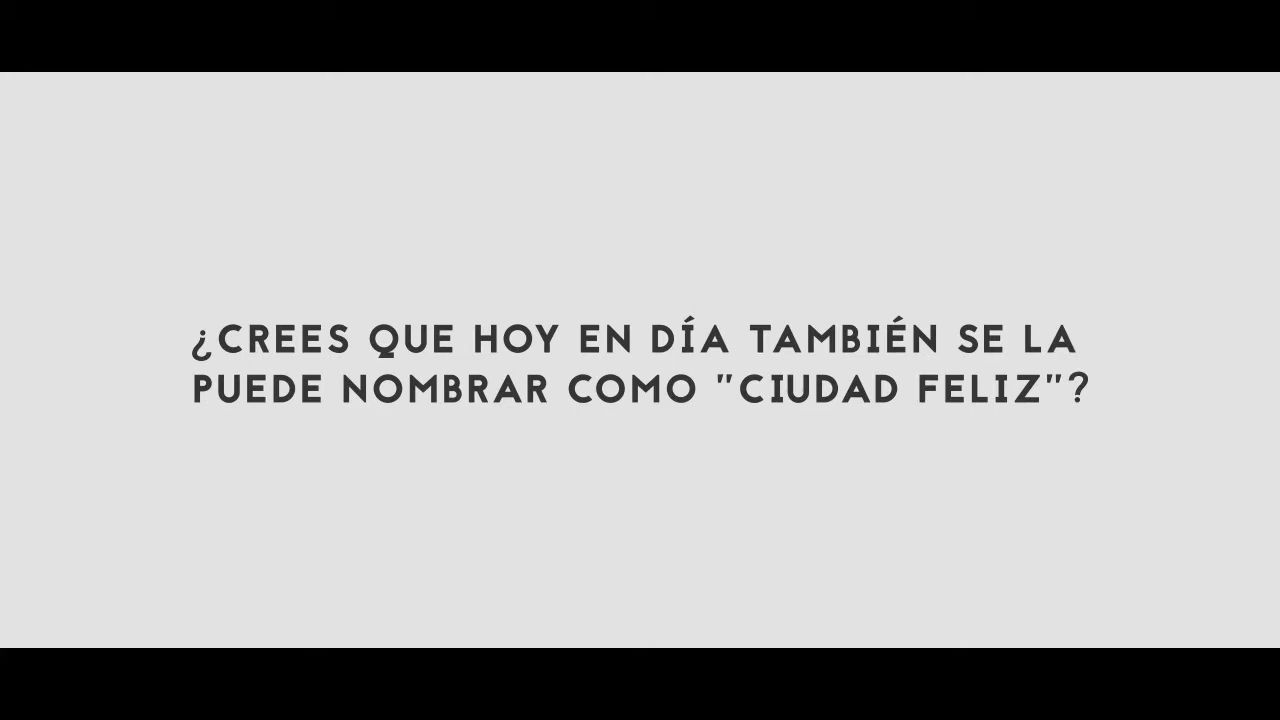 ¿CREES QUE HOY EN DÍA TAMBIÉN SE LA
PUEDE NOMBRAR COMO "CIUDAD FELIZ"?